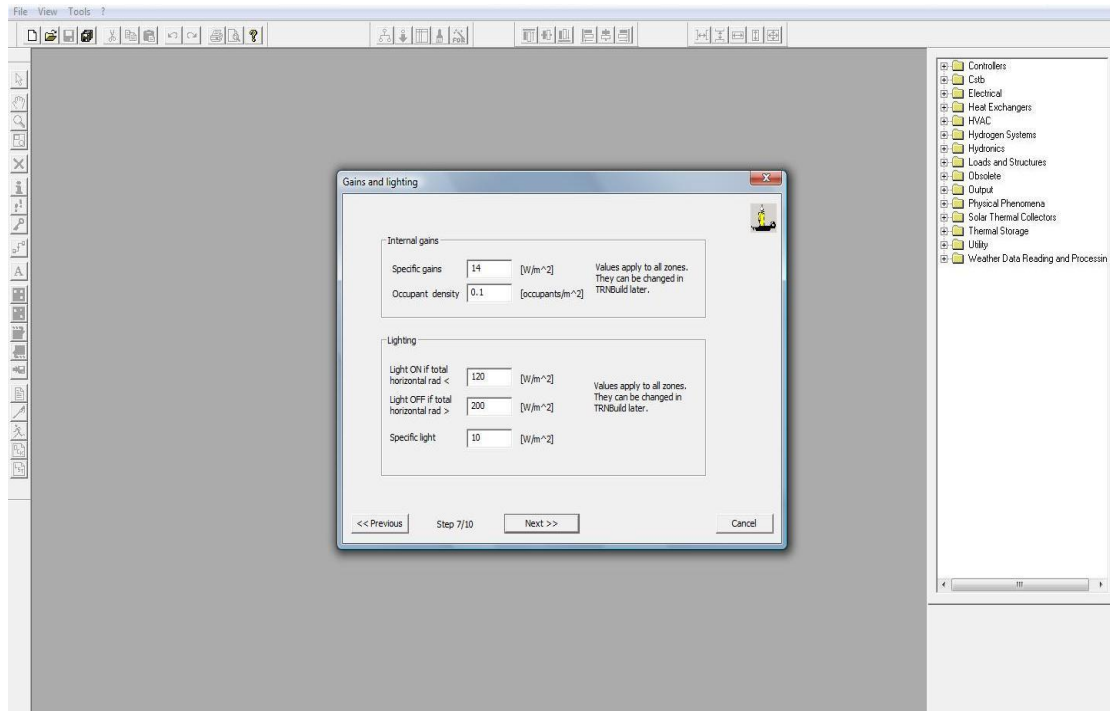 File View Tools ?
Controllers
Cstb
Electrical
Heat Exchangers
HVAC
Hydrogen Systems
Hydronics
Loads and Structures
Obsolete
Output
Physical Phenomena
Solar Thermal Collectors
Thermal Storage
Utility
Weather Data Reading and Processin
Gains and lighting
Internal gains
Specific gains 14 [W/m^2]
Occupant density 0.1 [occupants/m^2]
Values apply to all zones.
They can be changed in
TRNBuild later.
Lighting
Light ON if total
horizontal rad < 120 [W/m^2]
Light OFF if total
horizontal rad > 200 [W/m^2]
Specific light 10 [W/m^2]
Values apply to all zones.
They can be changed in
TRNBuild later.
<< Previous Step 7/10 Next >> Cancel